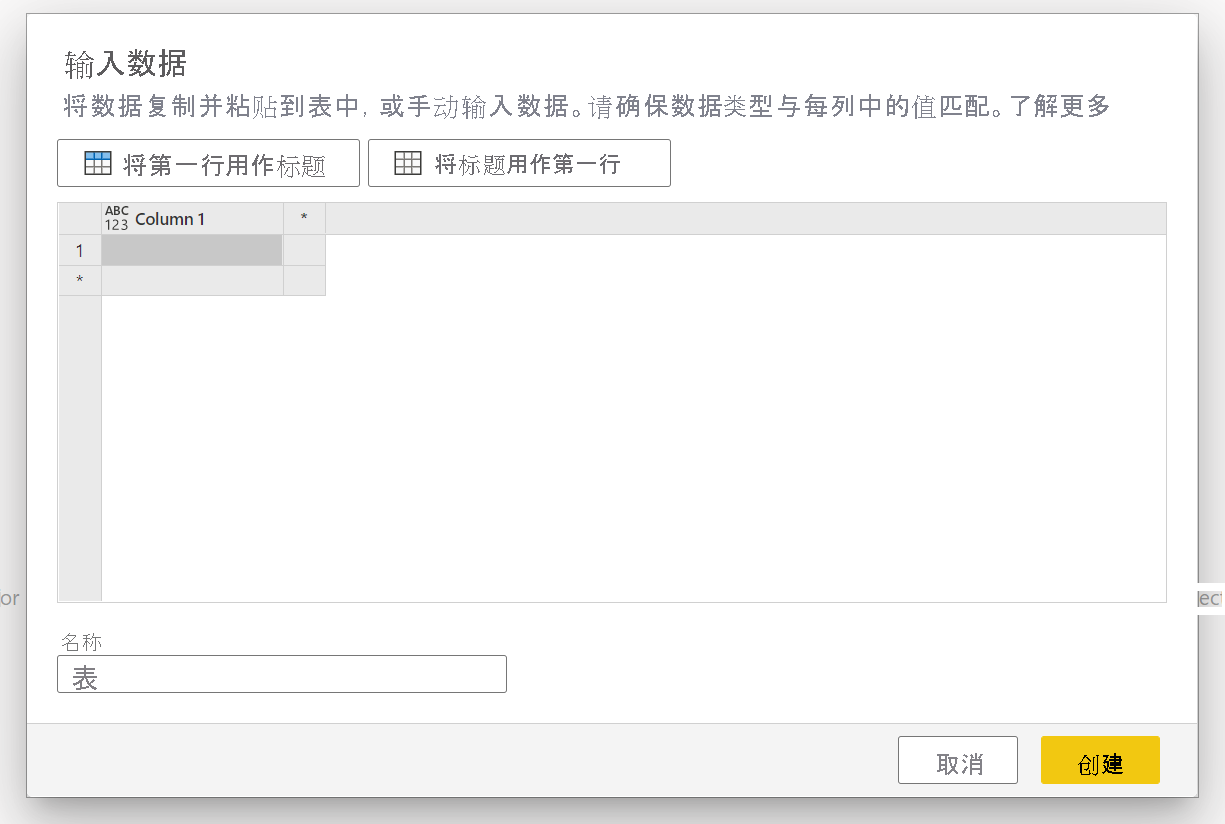 输入数据
将数据复制并粘贴到表中, 或手动输入数据。请确保数据类型与每列中的值匹配。了解更多
将第一行用作标题 将标题用作第一行
ABC 123 Column 1 *
1
*
or ect
名称
表
取消 创建